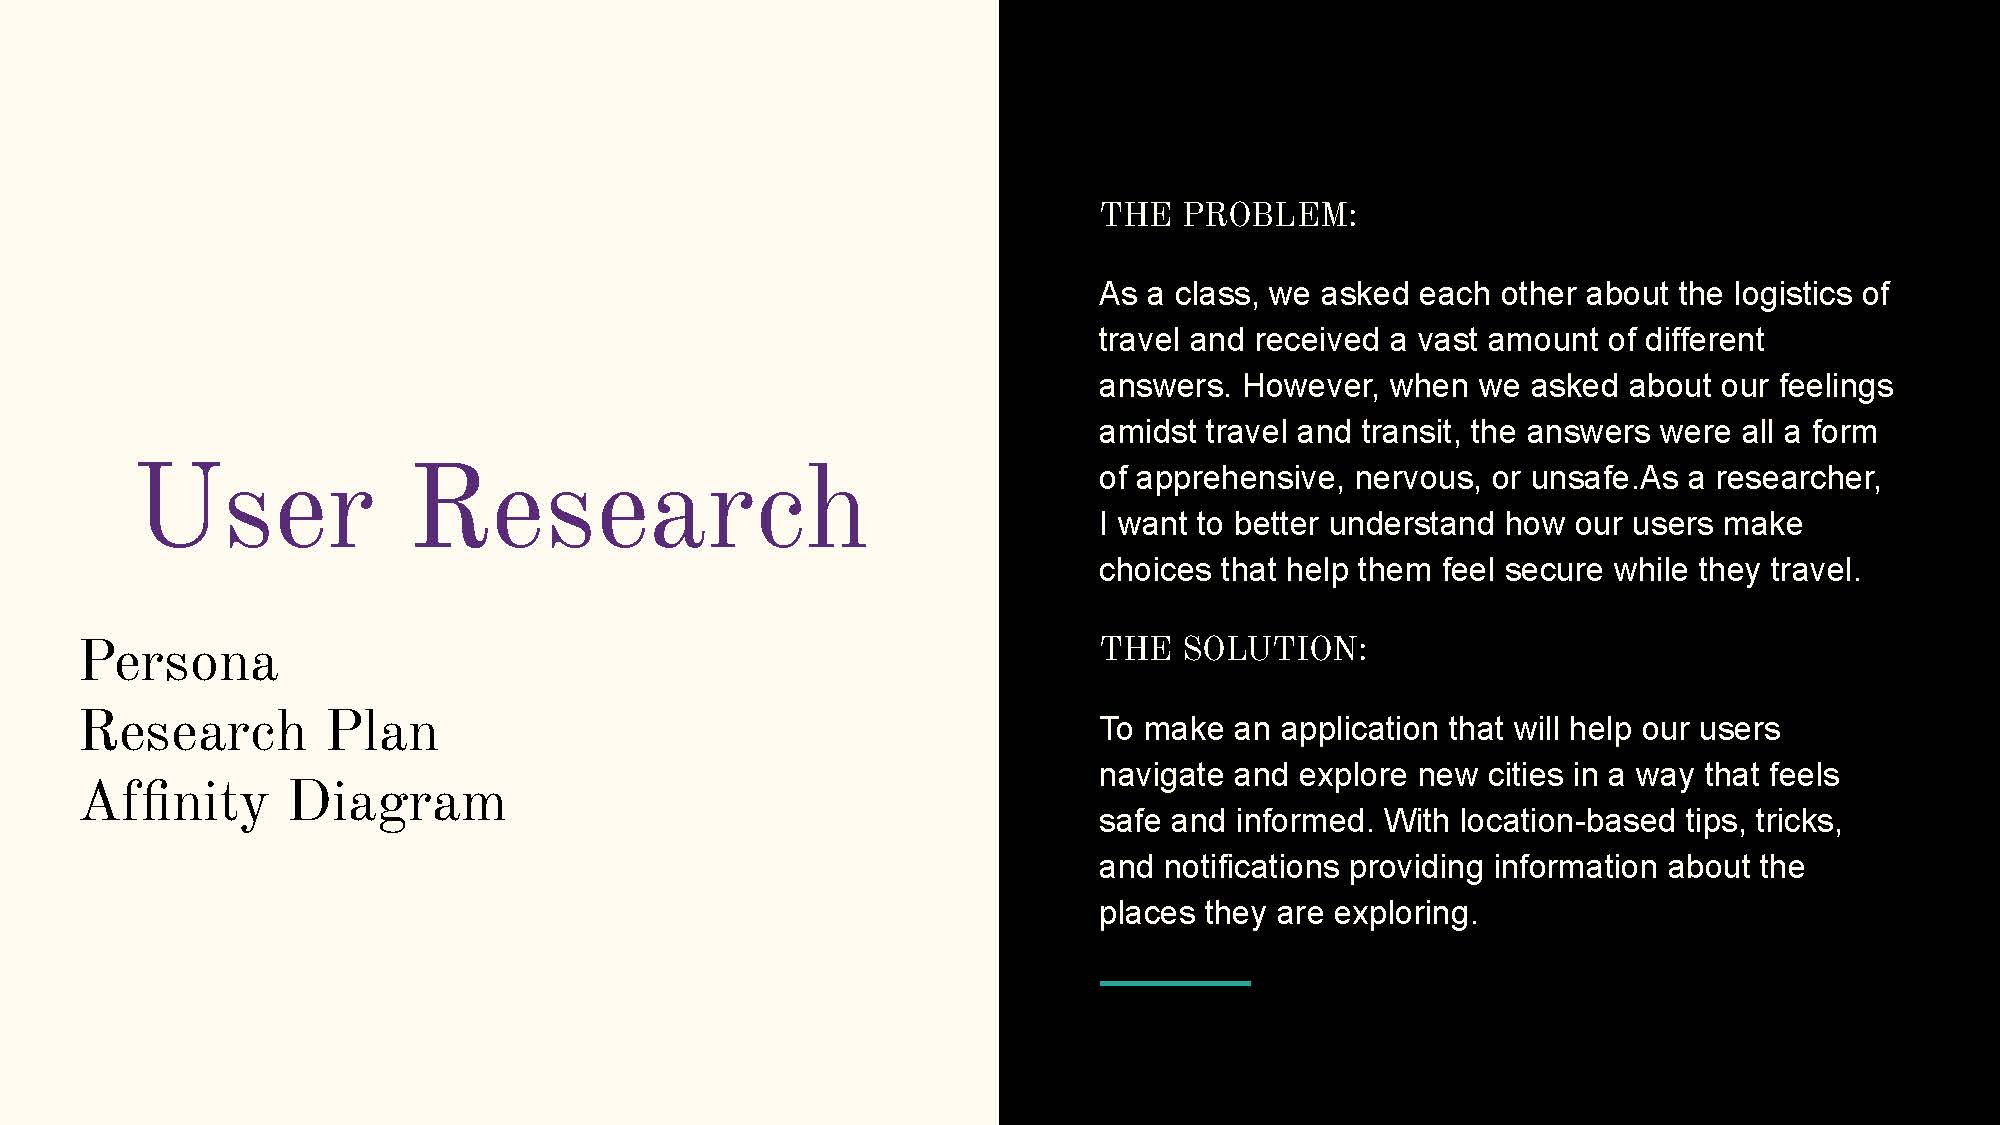 User Research
Persona
Research Plan
Affinity Diagram
THE PROBLEM:
As a class, we asked each other about the logistics of
travel and received a vast amount of different
answers. However, when we asked about our feelings
amidst travel and transit, the answers were all a form
of apprehensive, nervous, or unsafe.As a researcher,
I want to better understand how our users make
choices that help them feel secure while they travel.
THE SOLUTION:
To make an application that will help our users
navigate and explore new cities in a way that feels
safe and informed. With location-based tips, tricks,
and notifications providing information about the
places they are exploring.